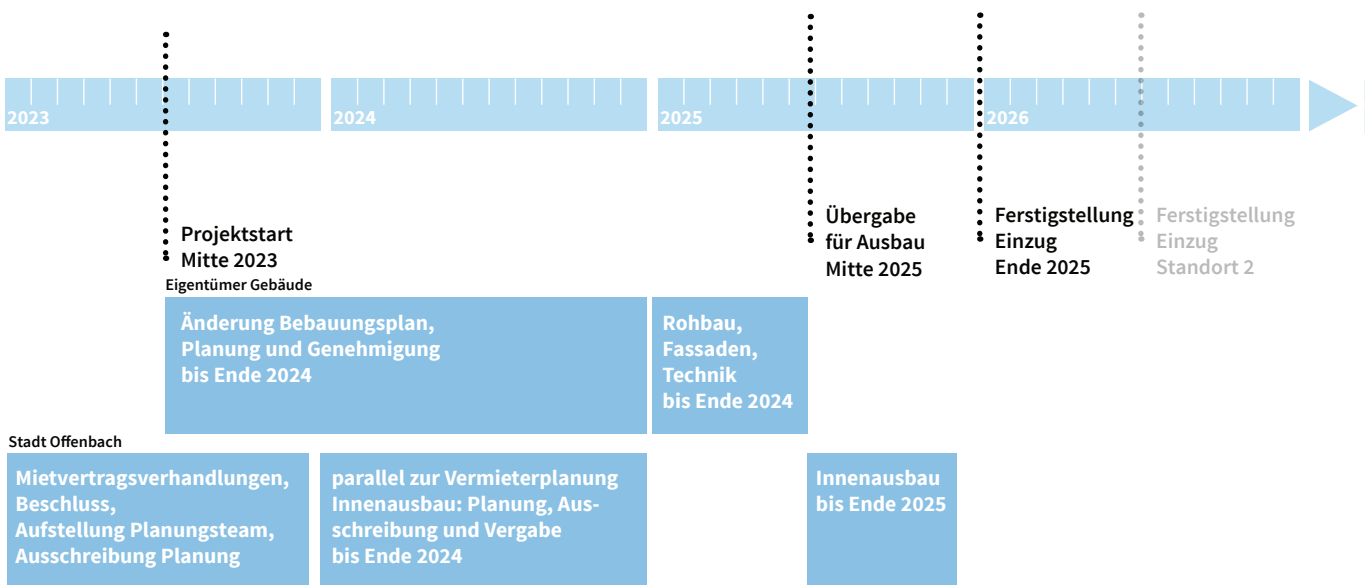 2023
2024
2025
2026
Projektstart
Mitte 2023
Übergabe
für Ausbau
Mitte 2025
Ferstigstellung
Einzug
Ende 2025
Ferstigstellung
Einzug
Standort 2
Eigentümer Gebäude
Änderung Bebauungsplan,
Planung und Genehmigung
bis Ende 2024
Rohbau,
Fassaden,
Technik
bis Ende 2024
Stadt Offenbach
Mietvertragsverhandlungen,
Beschluss,
Aufstellung Planungsteam,
Ausschreibung Planung
parallel zur Vermieterplanung
Innenausbau: Planung, Aus-
schreibung und Vergabe
bis Ende 2024
Innenausbau
bis Ende 2025